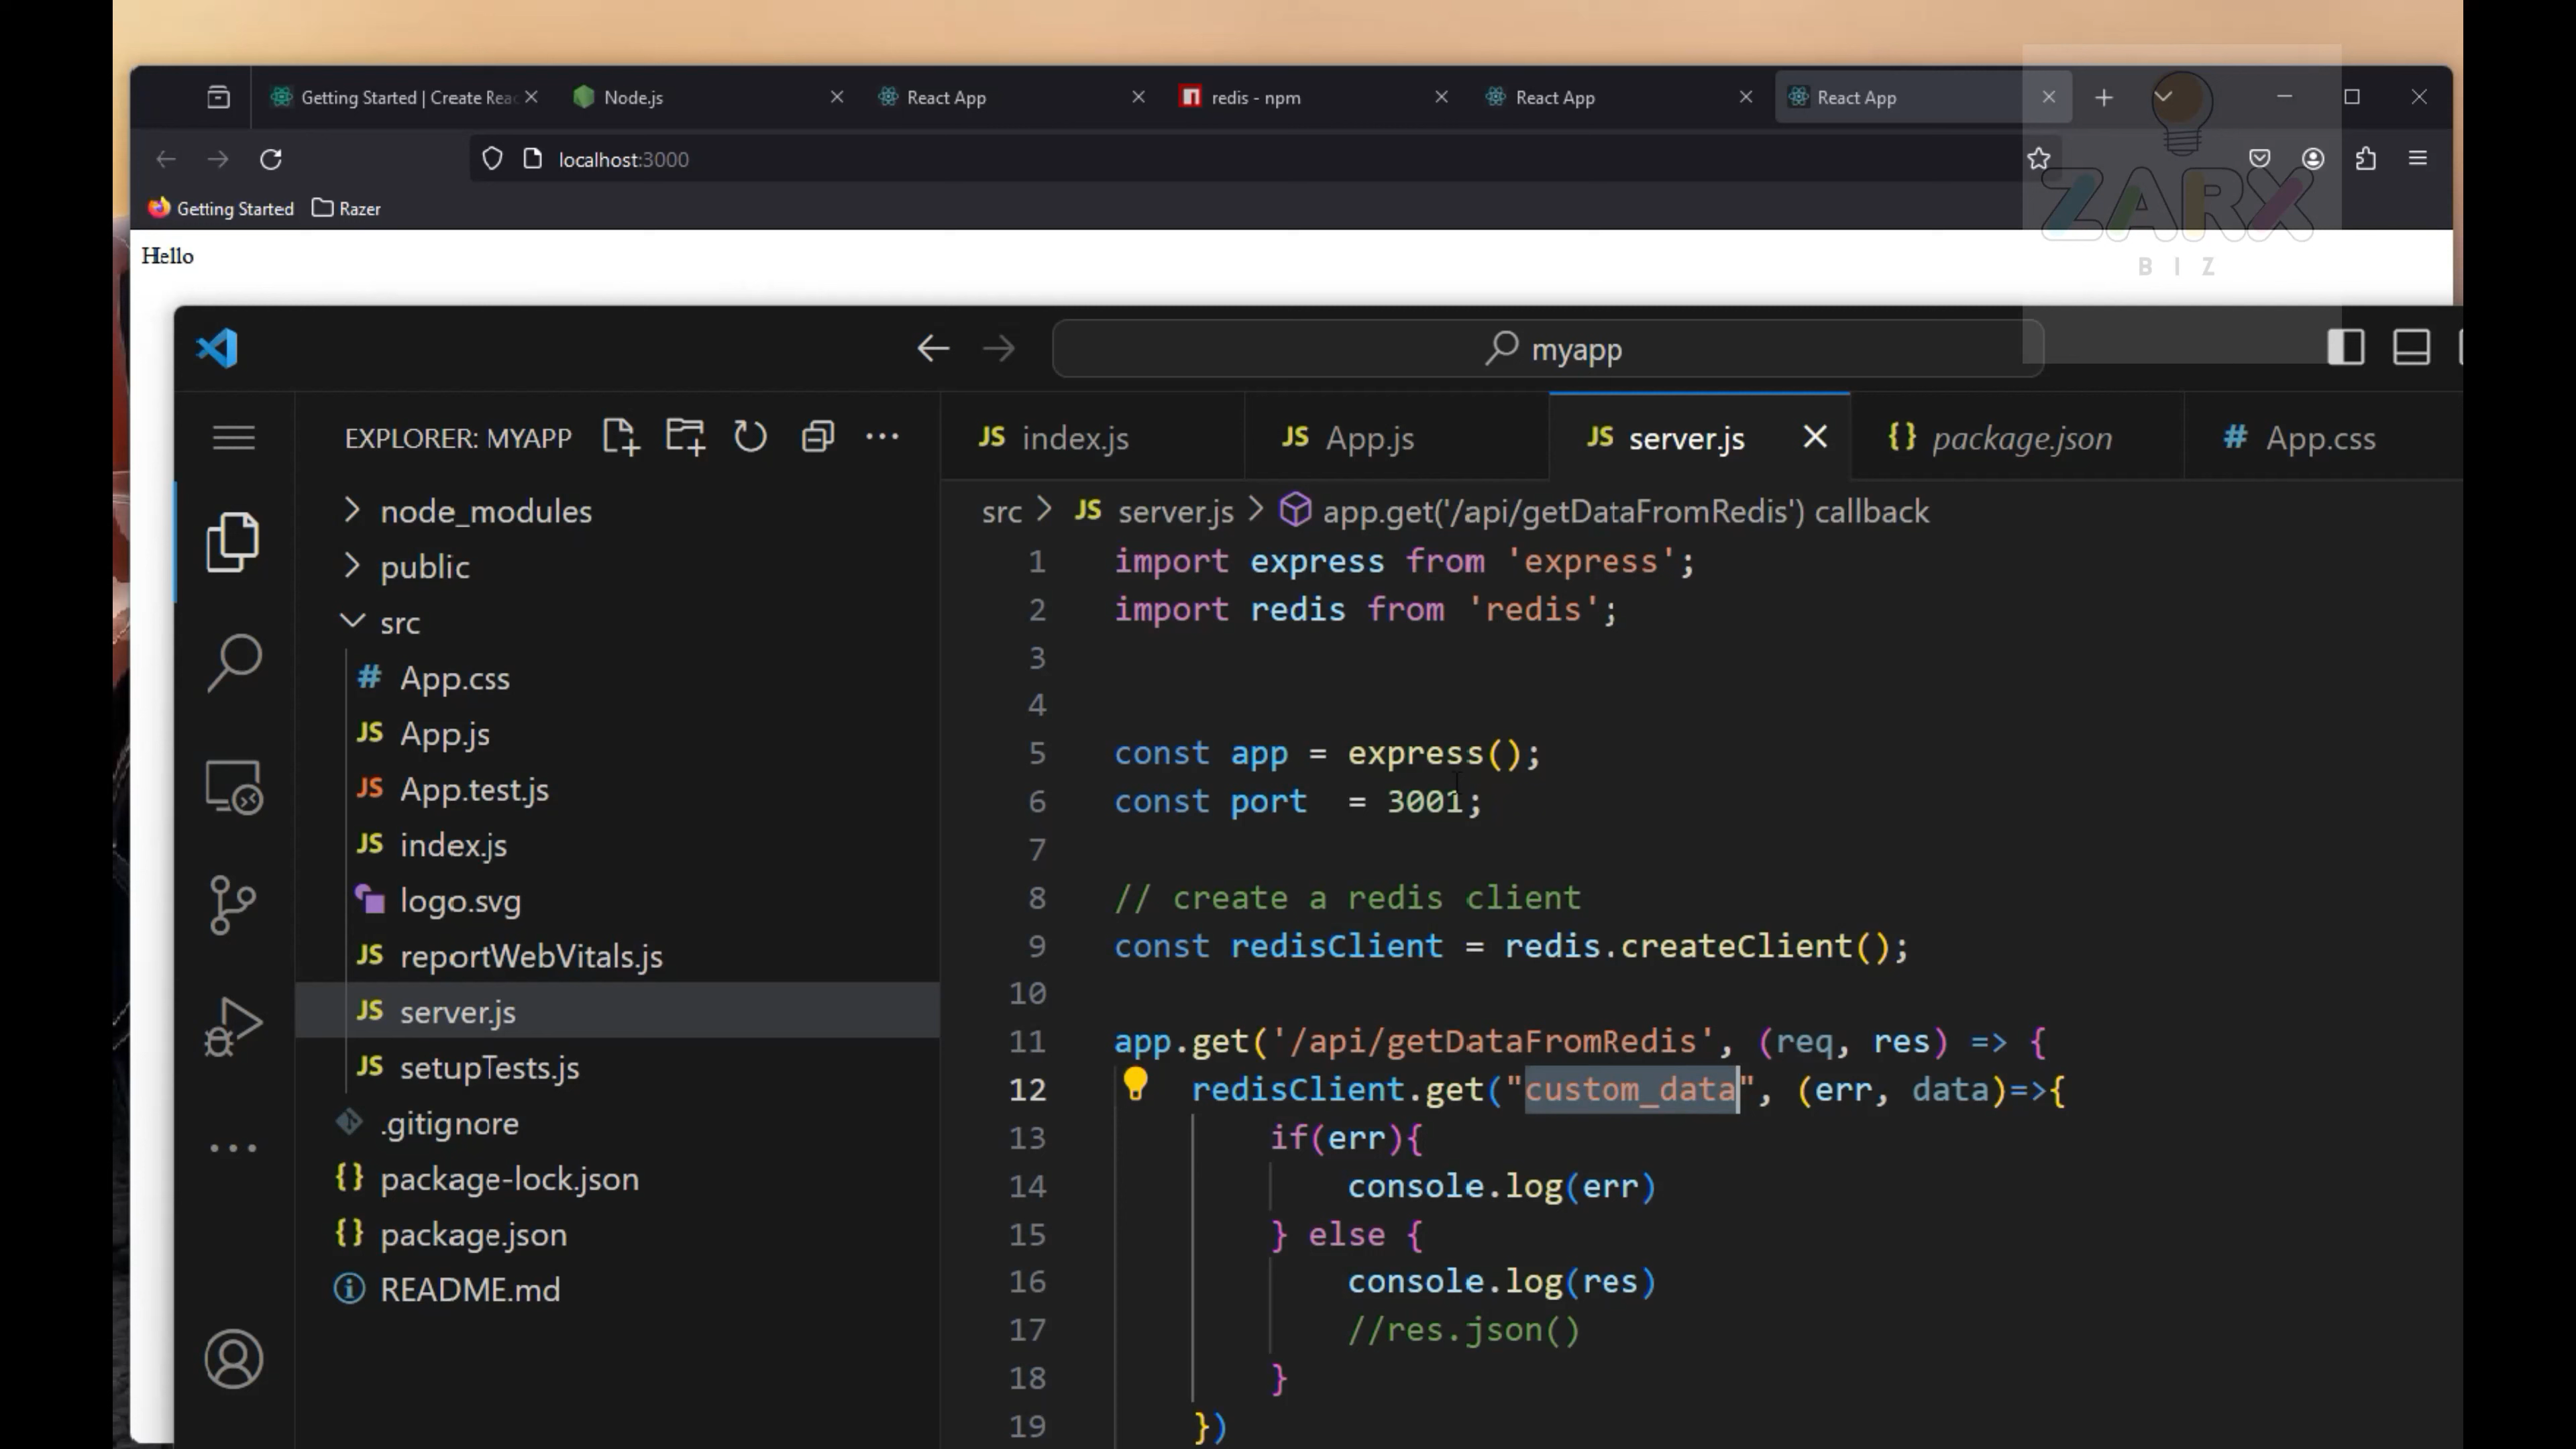 Getting Started | Create Reac
Node.js
React App
redis - npm
React App
React App
localhost:3000
Getting Started
Razer
ZARX
BIZ
Hello
myapp
EXPLORER: MYAPP
index.js
App.js
server.js
package.json
App.css
node_modules
public
src
App.css
App.js
App.test.js
index.js
logo.svg
reportWebVitals.js
server.js
setupTests.js
.gitignore
package-lock.json
package.json
README.md
src > JS server.js > app.get('/api/getDataFromRedis') callback
1 import express from 'express';
2 import redis from 'redis';
3
4
5 const app = express();
6 const port  = 3001;
7
8 // create a redis client
9 const redisClient = redis.createClient();
10
11 app.get('/api/getDataFromRedis', (req, res) => {
12 redisClient.get("custom_data", (err, data)=>{
13 if(err){
14 console.log(err)
15 } else {
16 console.log(res)
17 //res.json()
18 }
19 })